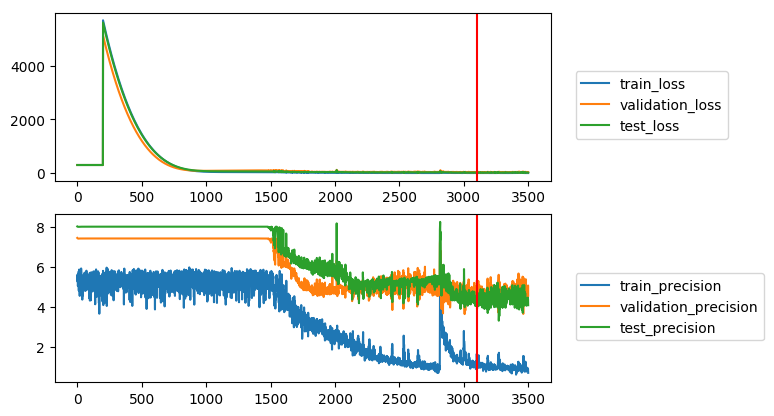 4000
2000
0
0 500 1000 1500 2000 2500 3000 3500
train_loss
validation_loss
test_loss
8
6
4
2
0 500 1000 1500 2000 2500 3000 3500
train_precision
validation_precision
test_precision